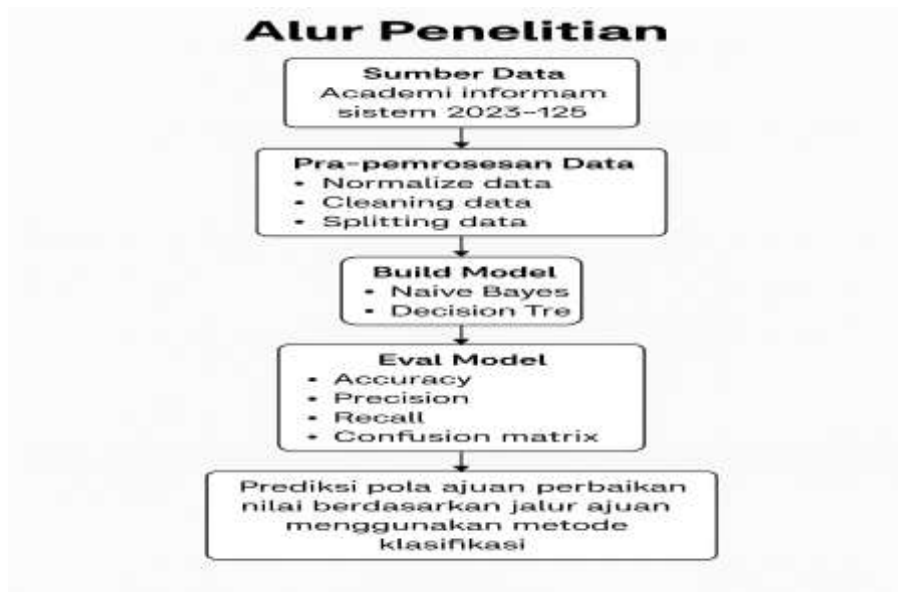 Alur Penelitian
Sumber Data
Academi informam
sistem 2023-125
Pra-pemrosesan Data
• Normalize data
• Cleaning data
• Splitting data
Build Model
• Naive Bayes
• Decision Tre
Eval Model
• Accuracy
• Precision
• Recall
• Confusion matrix
Prediksi pola ajuan perbaikan
nilai berdasarkan jalur ajuan
menggunakan metode
klasifikasi